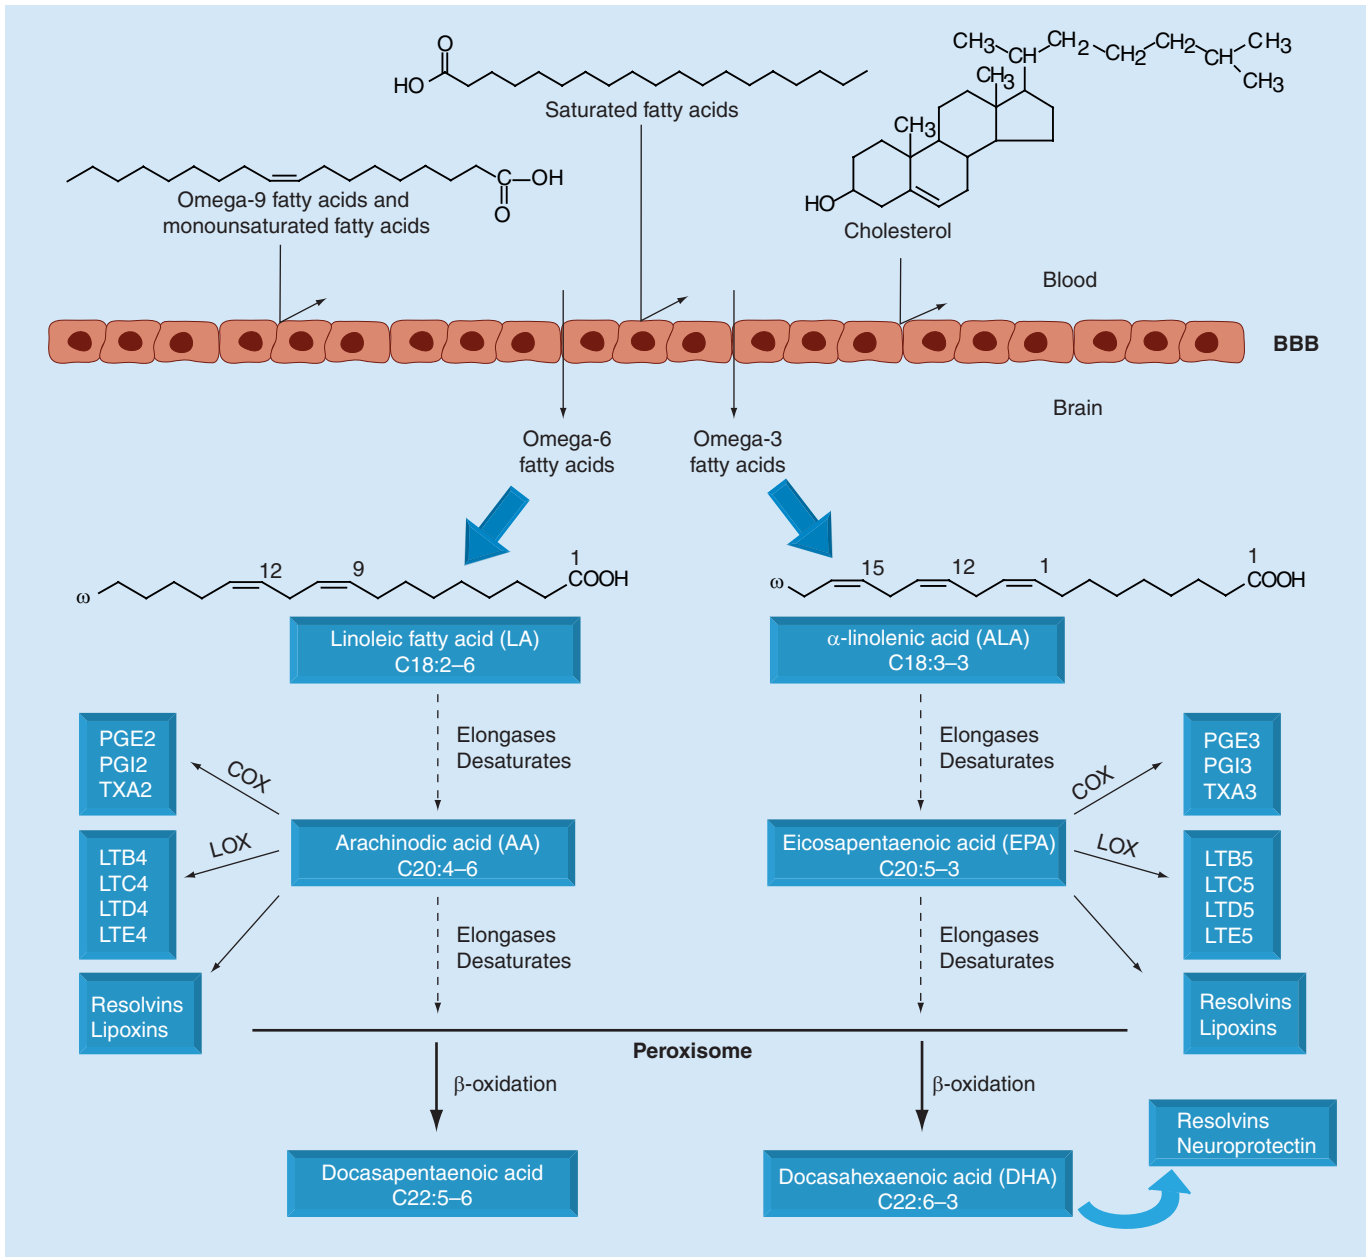 O
HO
Saturated fatty acids
CH3
CH
CH2
CH2
CH2
CH
CH3
CH3
CH3
CH3
HO
Cholesterol
C
OH
O
Omega-9 fatty acids and
monounsaturated fatty acids
Blood
BBB
Brain
Omega-6
fatty acids
Omega-3
fatty acids
ω
12
9
1
COOH
ω
15
12
1
1
COOH
Linoleic fatty acid (LA)
C18:2–6
α-linolenic acid (ALA)
C18:3–3
Elongases
Desaturates
Elongases
Desaturates
PGE2
PGI2
TXA2
COX
COX
PGE3
PGI3
TXA3
Arachinodic acid (AA)
C20:4–6
Eicosapentaenoic acid (EPA)
C20:5–3
LOX
LOX
LTB4
LTC4
LTD4
LTE4
LTB5
LTC5
LTD5
LTE5
Elongases
Desaturates
Elongases
Desaturates
Resolvins
Lipoxins
Resolvins
Lipoxins
Peroxisome
β-oxidation
β-oxidation
Docasapentaenoic acid
C22:5–6
Docasahexaenoic acid (DHA)
C22:6–3
Resolvins
Neuroprotectin